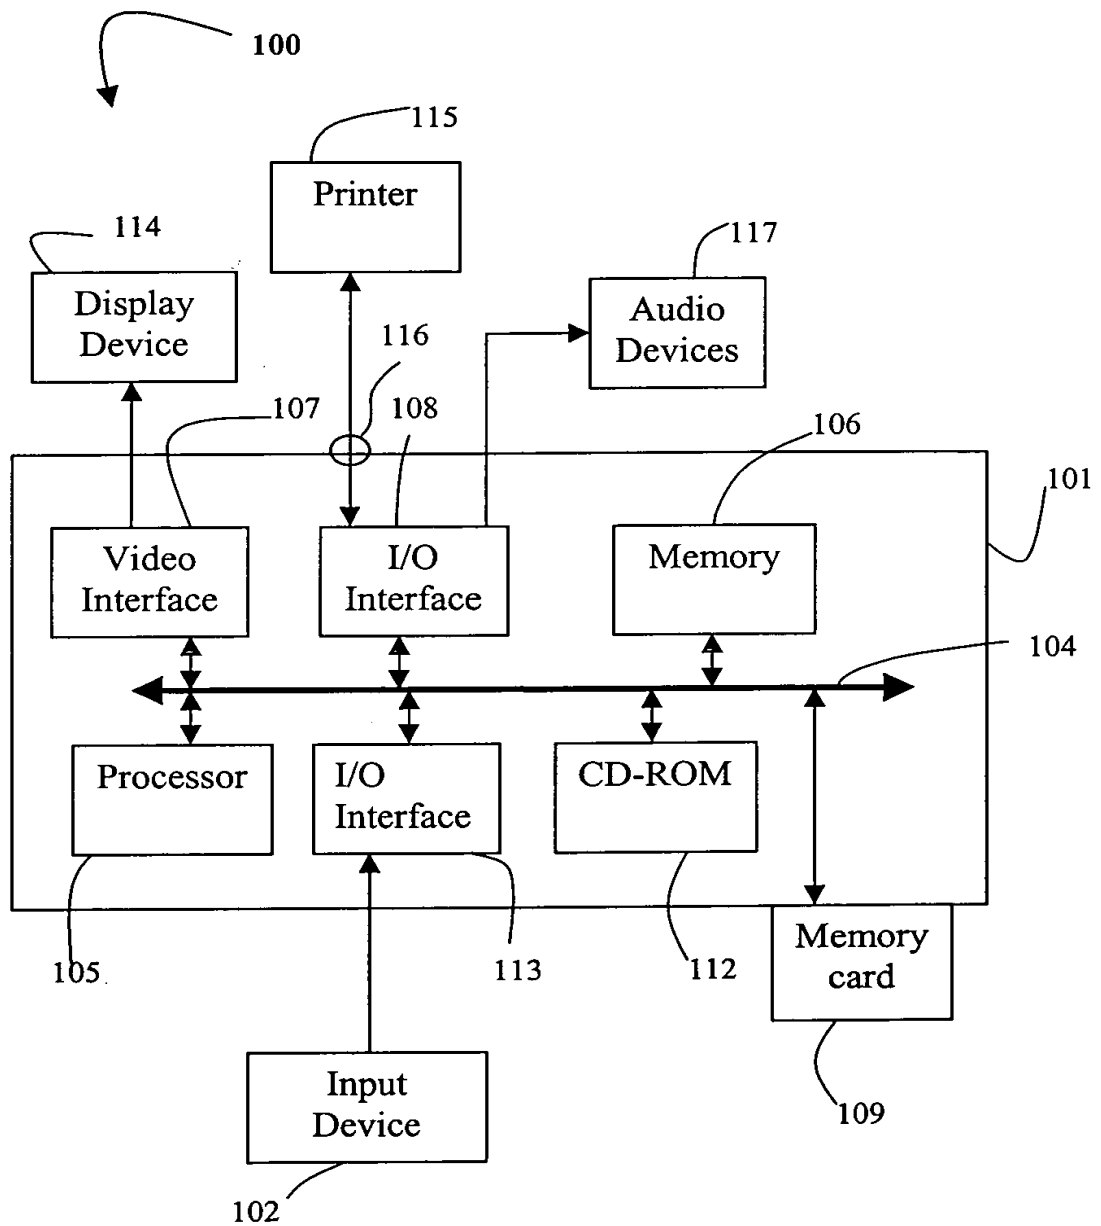 100
115
Printer
114
117
Display
Device
Audio
Devices
116
107
108
106
101
Video
Interface
I/O
Interface
Memory
104
Processor
I/O
Interface
CD-ROM
105
113
112
Memory
card
Input
Device
109
102